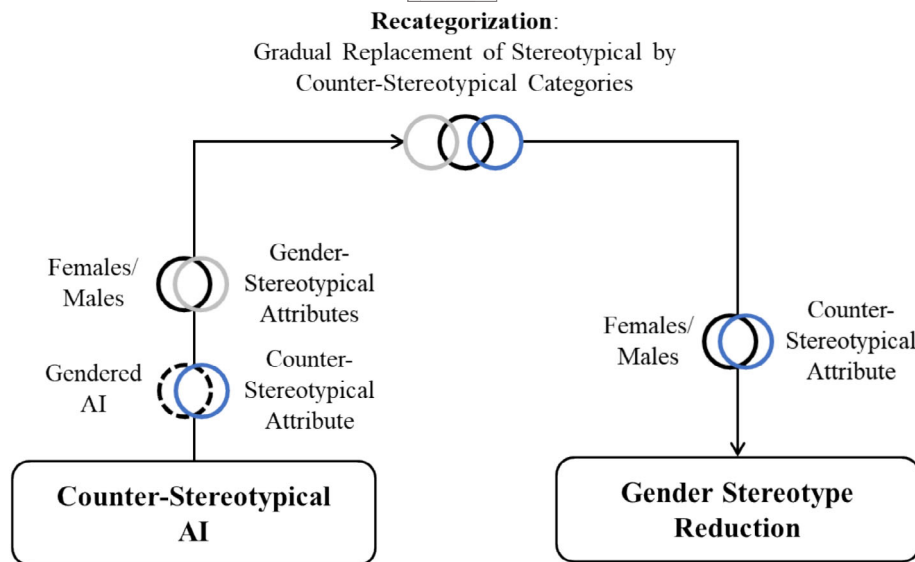 Recategorization:
Gradual Replacement of Stereotypical by
Counter-Stereotypical Categories
Females/
Males
Gender-
Stereotypical
Attributes
Gendered
AI
Counter-
Stereotypical
Attribute
Females/
Males
Counter-
Stereotypical
Attribute
Counter-Stereotypical
AI
Gender Stereotype
Reduction